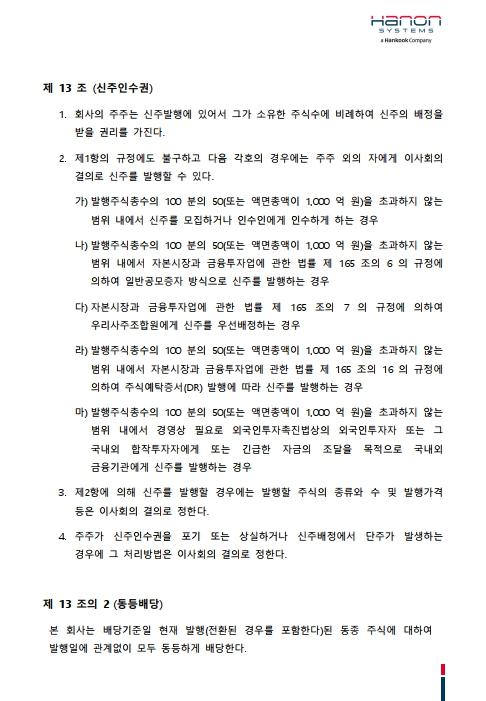 Hanon
SYSTEMS
a Hankook Company
제 13 조 (신주인수권)
1. 회사의 주주는 신주발행에 있어서 그가 소유한 주식수에 비례하여 신주의 배정을
받을 권리를 가진다.
2. 제1항의 규정에도 불구하고 다음 각호의 경우에는 주주 외의 자에게 이사회의
결의로 신주를 발행할 수 있다.
가) 발행주식총수의 100 분의 50(또는 액면총액이 1,000 억 원)을 초과하지 않는
범위 내에서 신주를 모집하거나 인수인에게 인수하게 하는 경우
나) 발행주식총수의 100 분의 50(또는 액면총액이 1,000 억 원)을 초과하지 않는
범위 내에서 자본시장과 금융투자업에 관한 법률 제 165 조의 6 의 규정에
의하여 일반공모증자 방식으로 신주를 발행하는 경우
다) 자본시장과 금융투자업에 관한 법률 제 165 조의 7 의 규정에 의하여
우리사주조합원에게 신주를 우선배정하는 경우
라) 발행주식총수의 100 분의 50(또는 액면총액이 1,000 억 원)을 초과하지 않는
범위 내에서 자본시장과 금융투자업에 관한 법률 제 165 조의 16 의 규정에
의하여 주식예탁증서(DR) 발행에 따라 신주를 발행하는 경우
마) 발행주식총수의 100 분의 50(또는 액면총액이 1,000 억 원)을 초과하지 않는
범위 내에서 경영상 필요로 외국인투자촉진법상의 외국인투자자 또는 그
국내외 합작투자자에게 또는 긴급한 자금의 조달을 목적으로 국내외
금융기관에게 신주를 발행하는 경우
3. 제2항에 의해 신주를 발행할 경우에는 발행할 주식의 종류와 수 및 발행가격
등은 이사회의 결의로 정한다.
4. 주주가 신주인수권을 포기 또는 상실하거나 신주배정에서 단주가 발생하는
경우에 그 처리방법은 이사회의 결의로 정한다.
제 13 조의 2 (동등배당)
본 회사는 배당기준일 현재 발행(전환된 경우를 포함한다)된 동종 주식에 대하여
발행일에 관계없이 모두 동등하게 배당한다.